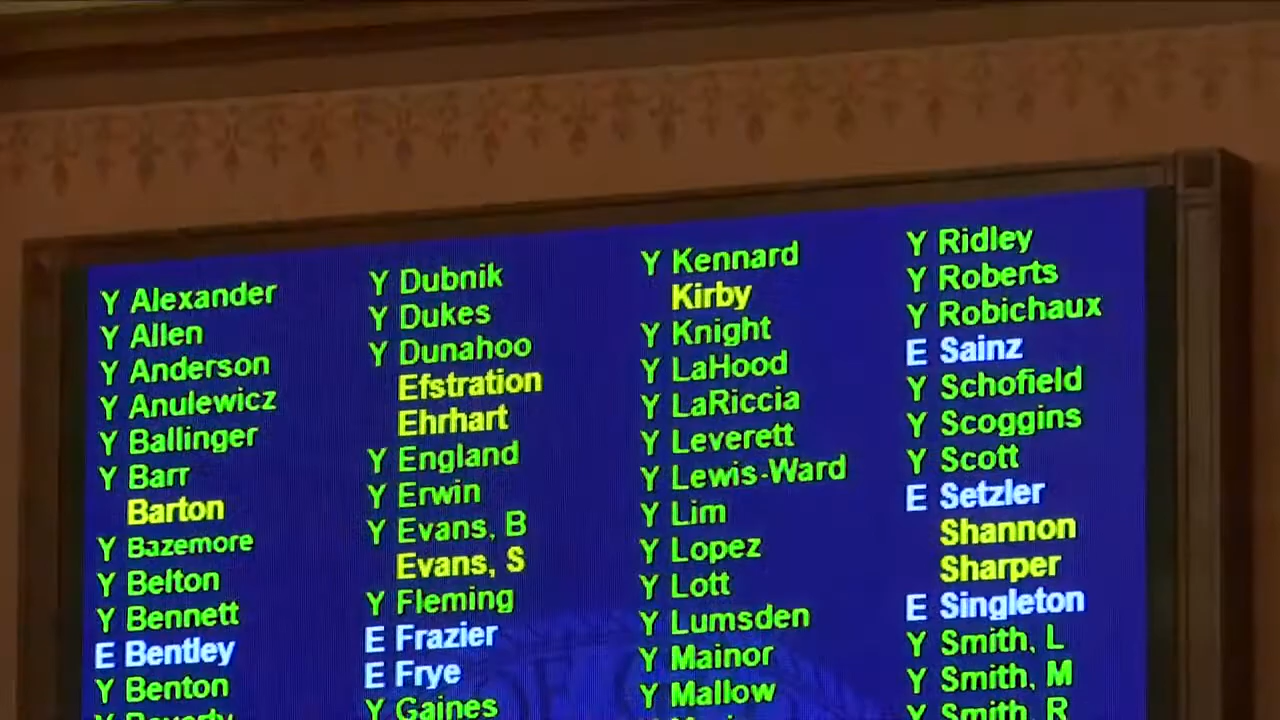 Y Alexander
Y Allen
Y Anderson
Y Anulewicz
Y Ballinger
Y Barr
Barton
Y Bazemore
Y Belton
Y Bennett
E Bentley
Y Benton
Y Dubnik
Y Dukes
Y Dunahoo
Efstration
Ehrhart
Y England
Y Erwin
Y Evans, B
Evans, S
Y Fleming
E Frazier
E Frye
Y Gaines
Y Kennard
Kirby
Y Knight
Y LaHood
Y LaRiccia
Y Leverett
Y Lewis-Ward
Y Lim
Y Lopez
Y Lott
Y Lumsden
Y Mainor
Y Mallow
Y Ridley
Y Roberts
Y Robichaux
E Sainz
Y Schofield
Y Scoggins
Y Scott
E Setzler
Shannon
Sharper
E Singleton
Y Smith, L
Y Smith, M
Y Smith, R